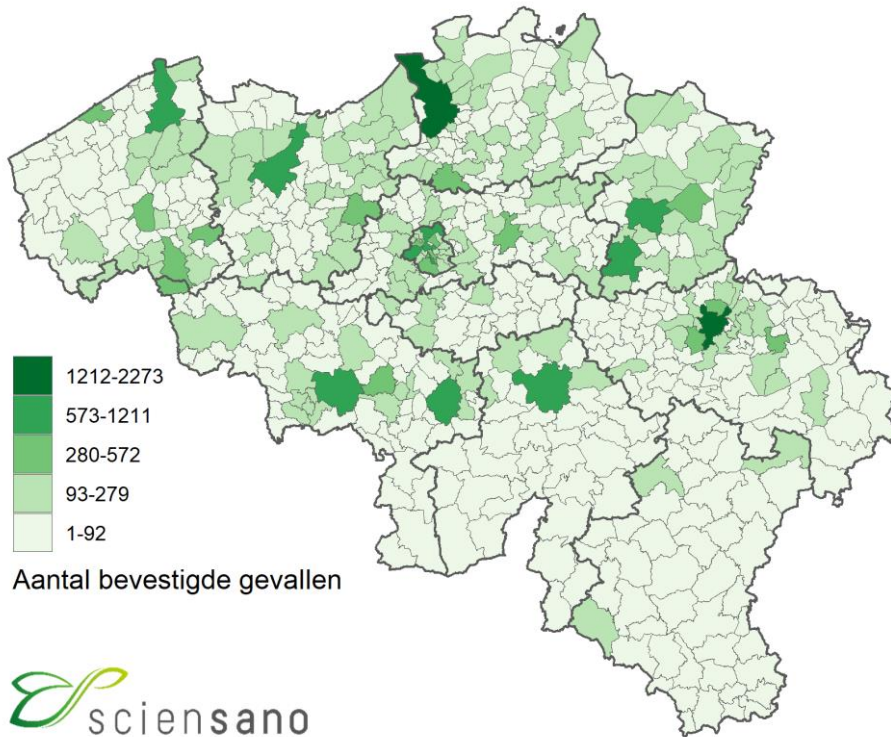 1212-2273
573-1211
280-572
93-279
1-92
Aantal bevestigde gevallen
sciensano